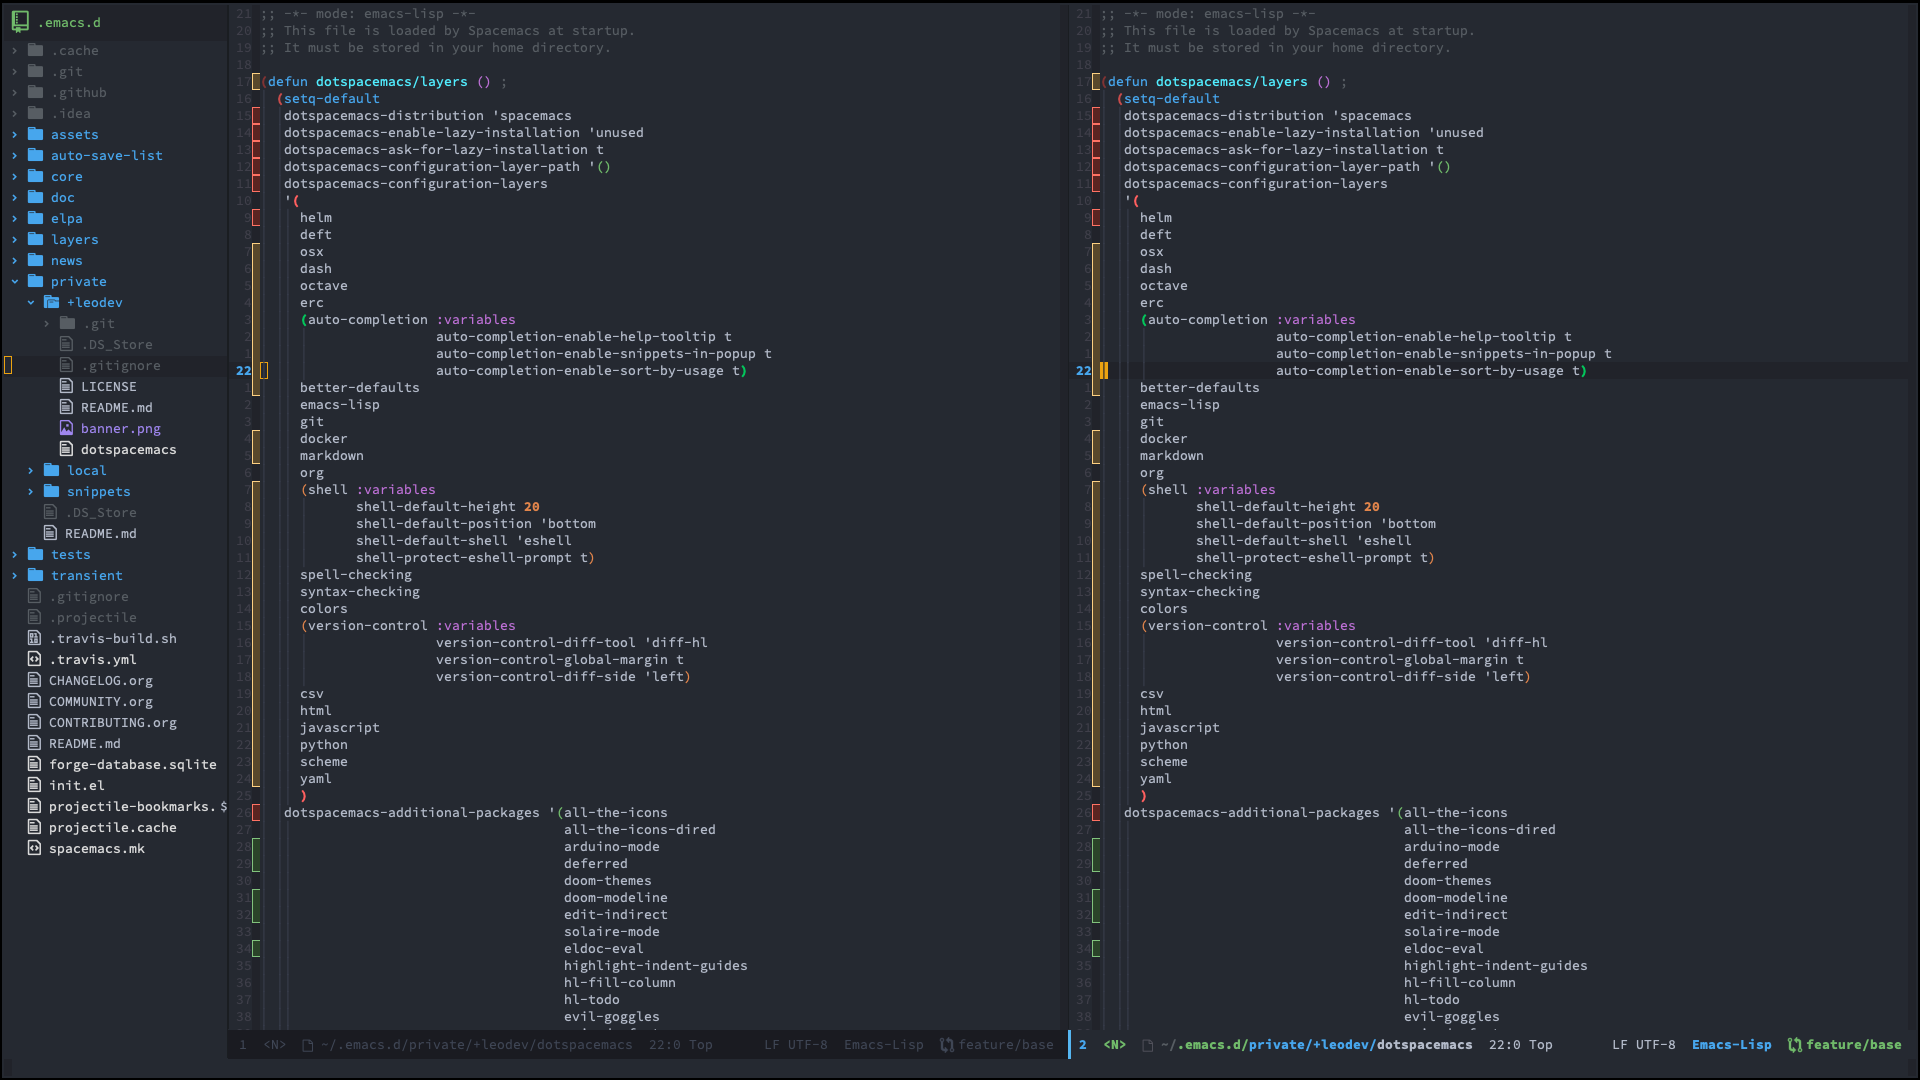 .emacs.d
.cache
.git
.github
.idea
assets
auto-save-list
core
doc
elpa
layers
news
private
+leodev
.git
.DS_Store
.gitignore
LICENSE
README.md
banner.png
dotspacemacs
local
snippets
.DS_Store
README.md
tests
transient
.gitignore
.projectile
.travis-build.sh
.travis.yml
CHANGELOG.org
COMMUNITY.org
CONTRIBUTING.org
README.md
forge-database.sqlite
init.el
projectile-bookmarks.$
projectile.cache
spacemacs.mk
21 ;; -*- mode: emacs-lisp -*-
20 ;; This file is loaded by Spacemacs at startup.
19 ;; It must be stored in your home directory.
18
17 (defun dotspacemacs/layers () ;
16 (setq-default
15 dotspacemacs-distribution 'spacemacs
14 dotspacemacs-enable-lazy-installation 'unused
13 dotspacemacs-ask-for-lazy-installation t
12 dotspacemacs-configuration-layer-path '()
11 dotspacemacs-configuration-layers
10 '(
9 helm
8 deft
7 osx
6 dash
5 octave
4 erc
3 (auto-completion :variables
2 auto-completion-enable-help-tooltip t
1 auto-completion-enable-snippets-in-popup t
22 auto-completion-enable-sort-by-usage t)
1 better-defaults
2 emacs-lisp
3 git
4 docker
5 markdown
6 org
7 (shell :variables
8 shell-default-height 20
9 shell-default-position 'bottom
10 shell-default-shell 'eshell
11 shell-protect-eshell-prompt t)
12 spell-checking
13 syntax-checking
14 colors
15 (version-control :variables
16 version-control-diff-tool 'diff-hl
17 version-control-global-margin t
18 version-control-diff-side 'left)
19 csv
20 html
21 javascript
22 python
23 scheme
24 yaml
25 )
26 dotspacemacs-additional-packages '(all-the-icons
27 all-the-icons-dired
28 arduino-mode
29 deferred
30 doom-themes
31 doom-modeline
32 edit-indirect
33 solaire-mode
34 eldoc-eval
35 highlight-indent-guides
36 hl-fill-column
37 hl-todo
38 evil-goggles
1 <N> ~/.emacs.d/private/+leodev/dotspacemacs 22:0 Top LF UTF-8 Emacs-Lisp feature/base
21 ;; -*- mode: emacs-lisp -*-
20 ;; This file is loaded by Spacemacs at startup.
19 ;; It must be stored in your home directory.
18
17 (defun dotspacemacs/layers () ;
16 (setq-default
15 dotspacemacs-distribution 'spacemacs
14 dotspacemacs-enable-lazy-installation 'unused
13 dotspacemacs-ask-for-lazy-installation t
12 dotspacemacs-configuration-layer-path '()
11 dotspacemacs-configuration-layers
10 '(
9 helm
8 deft
7 osx
6 dash
5 octave
4 erc
3 (auto-completion :variables
2 auto-completion-enable-help-tooltip t
1 auto-completion-enable-snippets-in-popup t
22 auto-completion-enable-sort-by-usage t)
1 better-defaults
2 emacs-lisp
3 git
4 docker
5 markdown
6 org
7 (shell :variables
8 shell-default-height 20
9 shell-default-position 'bottom
10 shell-default-shell 'eshell
11 shell-protect-eshell-prompt t)
12 spell-checking
13 syntax-checking
14 colors
15 (version-control :variables
16 version-control-diff-tool 'diff-hl
17 version-control-global-margin t
18 version-control-diff-side 'left)
19 csv
20 html
21 javascript
22 python
23 scheme
24 yaml
25 )
26 dotspacemacs-additional-packages '(all-the-icons
27 all-the-icons-dired
28 arduino-mode
29 deferred
30 doom-themes
31 doom-modeline
32 edit-indirect
33 solaire-mode
34 eldoc-eval
35 highlight-indent-guides
36 hl-fill-column
37 hl-todo
38 evil-goggles
2 <N> ~/.emacs.d/private/+leodev/dotspacemacs 22:0 Top LF UTF-8 Emacs-Lisp feature/base